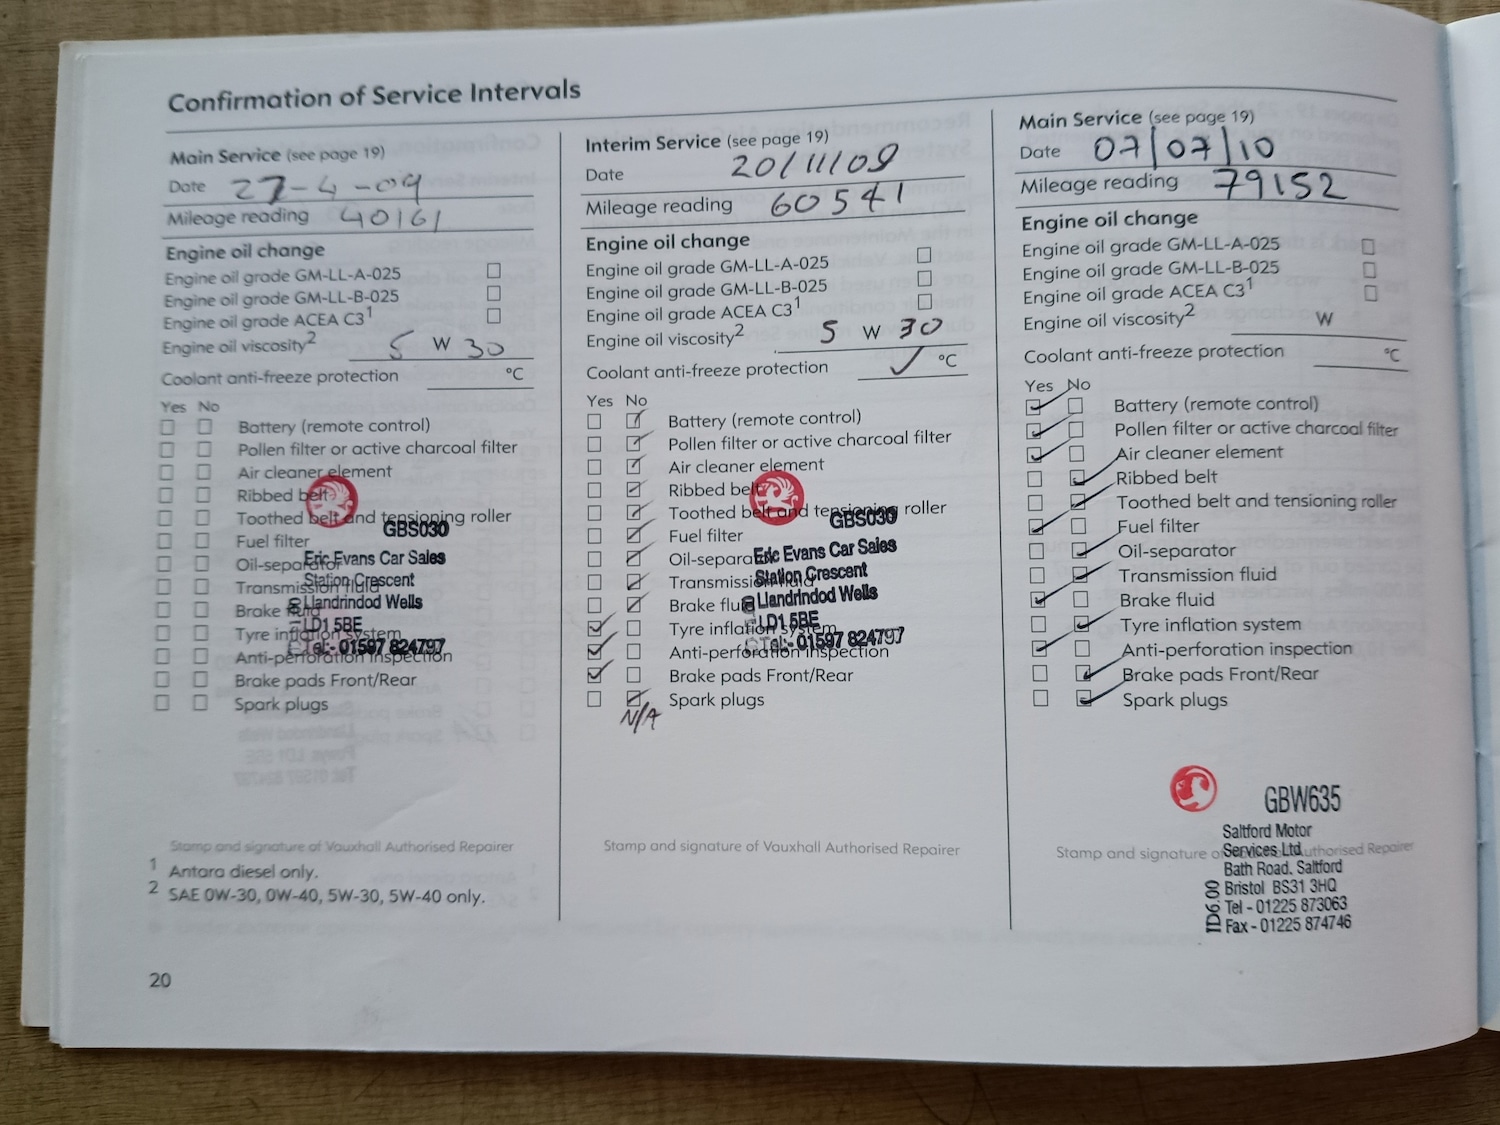 Confirmation of Service Intervals
Main Service (see page 19)
Date 27-4-09
Mileage reading 40161
Engine oil change
Engine oil grade GM-LL-A-025
Engine oil grade GM-LL-B-025
Engine oil grade ACEA C3¹
Engine oil viscosity² 5 W 30
Coolant anti-freeze protection °C
Yes No
Battery (remote control)
Pollen filter or active charcoal filter
Air cleaner element
Ribbed belt
Toothed belt and tensioning roller
Fuel filter
Oil-separator
Transmission fluid
Brake fluid
Tyre inflation system
Anti-perforation inspection
Brake pads Front/Rear
Spark plugs
GBS030
Eric Evans Car Sales
Station Crescent
Llandrindod Wells
LD1 5BE
Tel:- 01597 824797
Stamp and signature of Vauxhall Authorised Repairer
1 Antara diesel only.
2 SAE 0W-30, 0W-40, 5W-30, 5W-40 only.
20
Interim Service (see page 19)
Date 20/11/09
Mileage reading 60541
Engine oil change
Engine oil grade GM-LL-A-025
Engine oil grade GM-LL-B-025
Engine oil grade ACEA C3¹
Engine oil viscosity² 5 W 30
Coolant anti-freeze protection ✓ °C
Yes No
Battery (remote control)
Pollen filter or active charcoal filter
Air cleaner element
Ribbed belt
Toothed belt and tensioning roller
Fuel filter
Oil-separator
Transmission fluid
Brake fluid
Tyre inflation system
Anti-perforation inspection
Brake pads Front/Rear
Spark plugs
N/A
GBS030
Eric Evans Car Sales
Station Crescent
Llandrindod Wells
LD1 5BE
Tel:- 01597 824797
Stamp and signature of Vauxhall Authorised Repairer
Main Service (see page 19)
Date 07/07/10
Mileage reading 79152
Engine oil change
Engine oil grade GM-LL-A-025
Engine oil grade GM-LL-B-025
Engine oil grade ACEA C3¹
Engine oil viscosity² W
Coolant anti-freeze protection °C
Yes No
Battery (remote control)
Pollen filter or active charcoal filter
Air cleaner element
Ribbed belt
Toothed belt and tensioning roller
Fuel filter
Oil-separator
Transmission fluid
Brake fluid
Tyre inflation system
Anti-perforation inspection
Brake pads Front/Rear
Spark plugs
GBW635
Saltford Motor
Services Ltd
Bath Road, Saltford
Bristol BS31 3HQ
Tel - 01225 873063
Fax - 01225 874746
Stamp and signature of Authorised Repairer